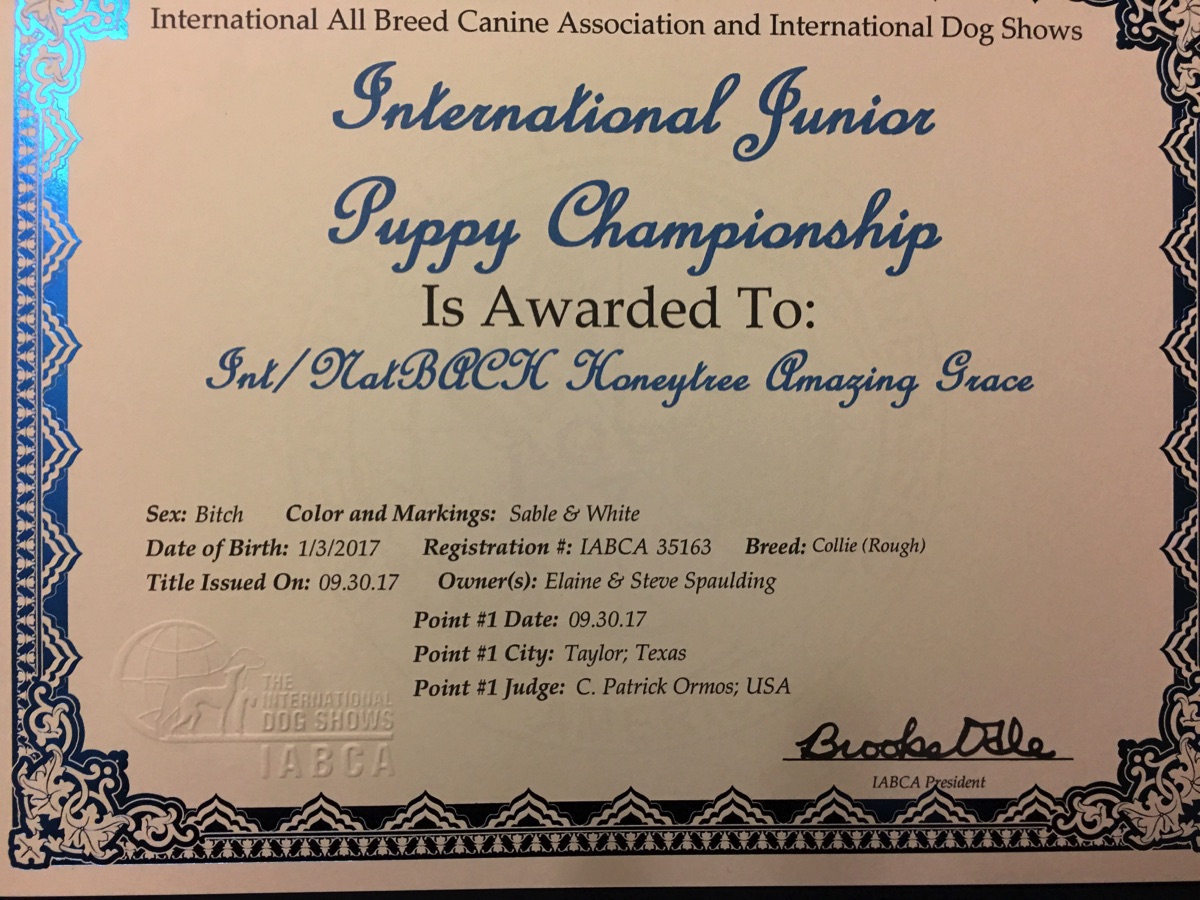 International All Breed Canine Association and International Dog Shows
International Junior
Puppy Championship
Is Awarded To:
Int/NatBACH Honeytree Amazing Grace
Sex: Bitch Color and Markings: Sable & White
Date of Birth: 1/3/2017 Registration #: IABCA 35163 Breed: Collie (Rough)
Title Issued On: 09.30.17 Owner(s): Elaine & Steve Spaulding
Point #1 Date: 09.30.17
Point #1 City: Taylor; Texas
Point #1 Judge: C. Patrick Ormos; USA
THE
INTERNATIONAL
DOG SHOWS
IABCA
IABCA President